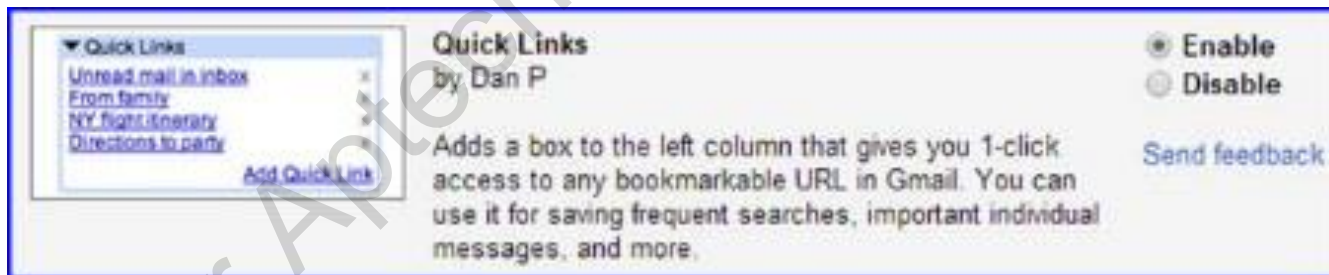 Quick Links
Unread mail in inbox
From family
NY flight itinerary
Directions to party
Add Quick Link
Quick Links
by Dan P
Adds a box to the left column that gives you 1-click
access to any bookmarkable URL in Gmail. You can
use it for saving frequent searches, important individual
messages, and more.
Enable
Disable
Send feedback